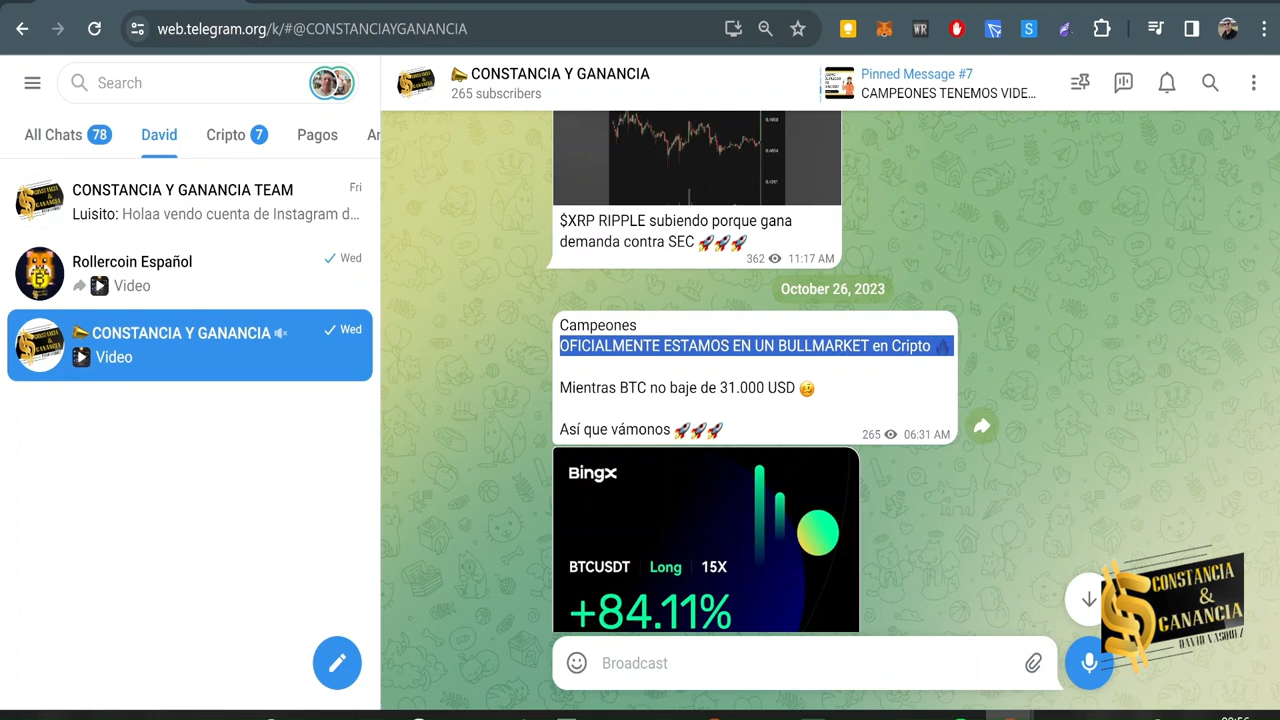 web.telegram.org/k/#@CONSTANCIAYGANANCIA
WR
S
Search
All Chats 78
David
Cripto 7
Pagos
Ar
CONSTANCIA Y GANANCIA TEAM
Fri
Luisito: Holaa vendo cuenta de Instagram d...
Rollercoin Español
Wed
Video
CONSTANCIA Y GANANCIA
Wed
Video
CONSTANCIA Y GANANCIA
265 subscribers
Pinned Message #7
CAMPEONES TENEMOS VIDE...
$XRP RIPPLE subiendo porque gana
demanda contra SEC 🚀🚀🚀
362 11:17 AM
October 26, 2023
Campeones
OFICIALMENTE ESTAMOS EN UN BULLMARKET en Cripto 🔥
Mientras BTC no baje de 31.000 USD 🥴
Así que vámonos 🚀🚀🚀
265 06:31 AM
BingX
BTCUSDT Long 15X
+84.11%
Broadcast
CONSTANCIA
&
GANANCIA
DAVID VASQUEZ